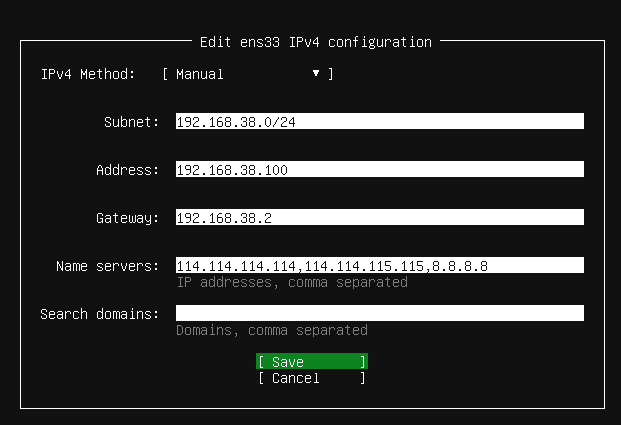 Edit ens33 IPv4 configuration
IPv4 Method: [ Manual ▼ ]
Subnet: 192.168.38.0/24
Address: 192.168.38.100
Gateway: 192.168.38.2
Name servers: 114.114.114.114,114.114.115.115,8.8.8.8
IP addresses, comma separated
Search domains:
Domains, comma separated
[ Save ]
[ Cancel ]